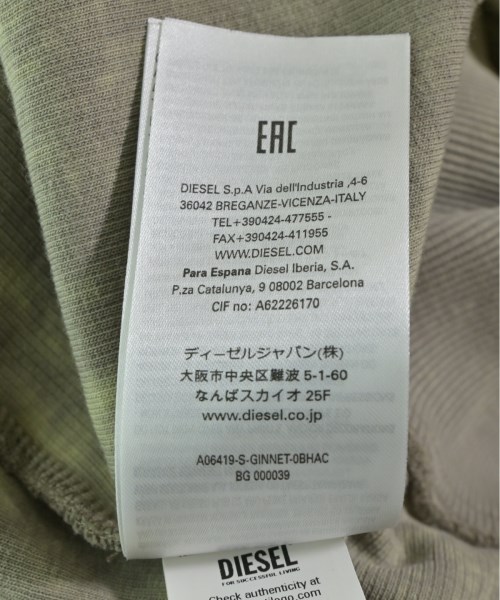 EAC
DIESEL S.p.A Via dell'Industria ,4-6
36042 BREGANZE-VICENZA-ITALY
TEL+390424-477555 -
FAX+390424-411955
WWW.DIESEL.COM
Para Espana Diesel Iberia, S.A.
P.za Catalunya, 9 08002 Barcelona
CIF no: A62226170
ディーゼルジャパン(株)
大阪市中央区難波 5-1-60
なんばスカイオ 25F
www.diesel.co.jp
A06419-S-GINNET-0BHAC
BG 000039
DIESEL
FOR SUCCESSFUL LIVING
Check authenticity at